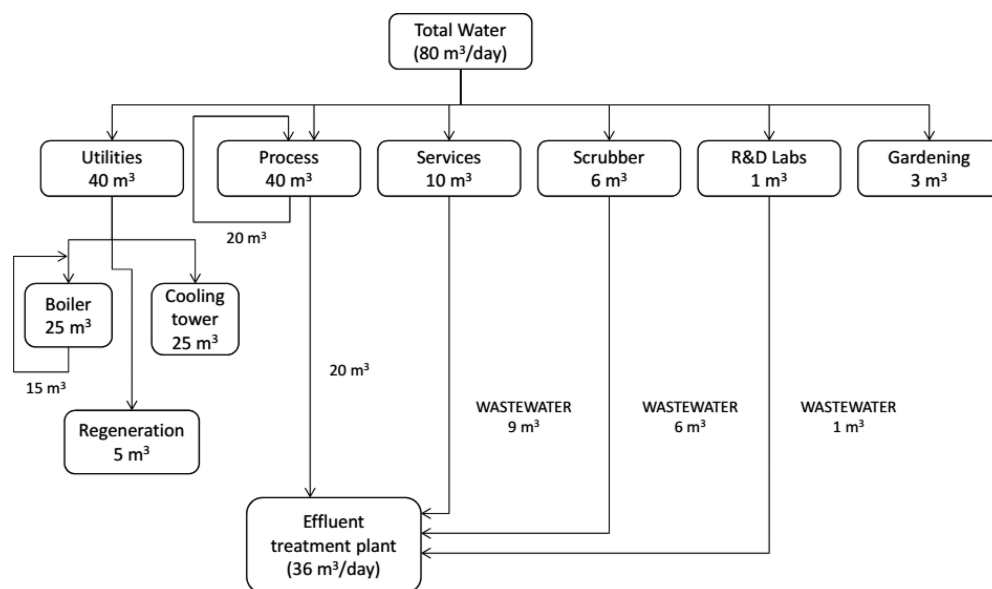 Total Water
(80 m³/day)
Utilities
40 m³
Process
40 m³
Services
10 m³
Scrubber
6 m³
R&D Labs
1 m³
Gardening
3 m³
20 m³
Boiler
25 m³
Cooling
tower
25 m³
15 m³
20 m³
Regeneration
5 m³
WASTEWATER
9 m³
WASTEWATER
6 m³
WASTEWATER
1 m³
Effluent
treatment plant
(36 m³/day)